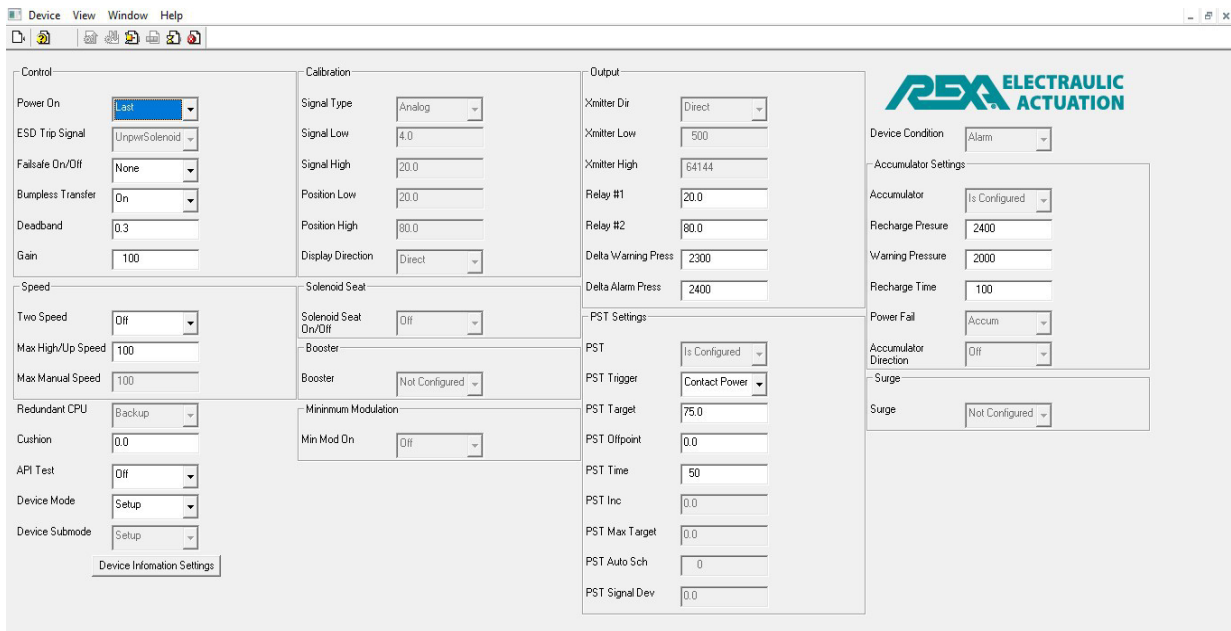 Device View Window Help
Control
Power On Last
ESD Trip Signal UnpwrSolenoid
Failsafe On/Off None
Bumpless Transfer On
Deadband 0.3
Gain 100
Speed
Two Speed Off
Max High/Up Speed 100
Max Manual Speed 100
Redundant CPU Backup
Cushion 0.0
API Test Off
Device Mode Setup
Device Submode Setup
Device Infomation Settings
Calibration
Signal Type Analog
Signal Low 4.0
Signal High 20.0
Position Low 20.0
Position High 80.0
Display Direction Direct
Solenoid Seat
Solenoid Seat
On/Off Off
Booster
Booster Not Configured
Mininmum Modulation
Min Mod On Off
Output
Xmitter Dir Direct
Xmitter Low 500
Xmitter High 64144
Relay #1 20.0
Relay #2 80.0
Delta Warning Press 2300
Delta Alarm Press 2400
PST Settings
PST Is Configured
PST Trigger Contact Power
PST Target 75.0
PST Offpoint 0.0
PST Time 50
PST Inc 0.0
PST Max Target 0.0
PST Auto Sch 0
PST Signal Dev 0.0
REXA ELECTRAULIC
ACTUATION
Device Condition Alarm
Accumulator Settings
Accumulator Is Configured
Recharge Presure 2400
Warning Pressure 2000
Recharge Time 100
Power Fail Accum
Accumulator
Direction Off
Surge
Surge Not Configured